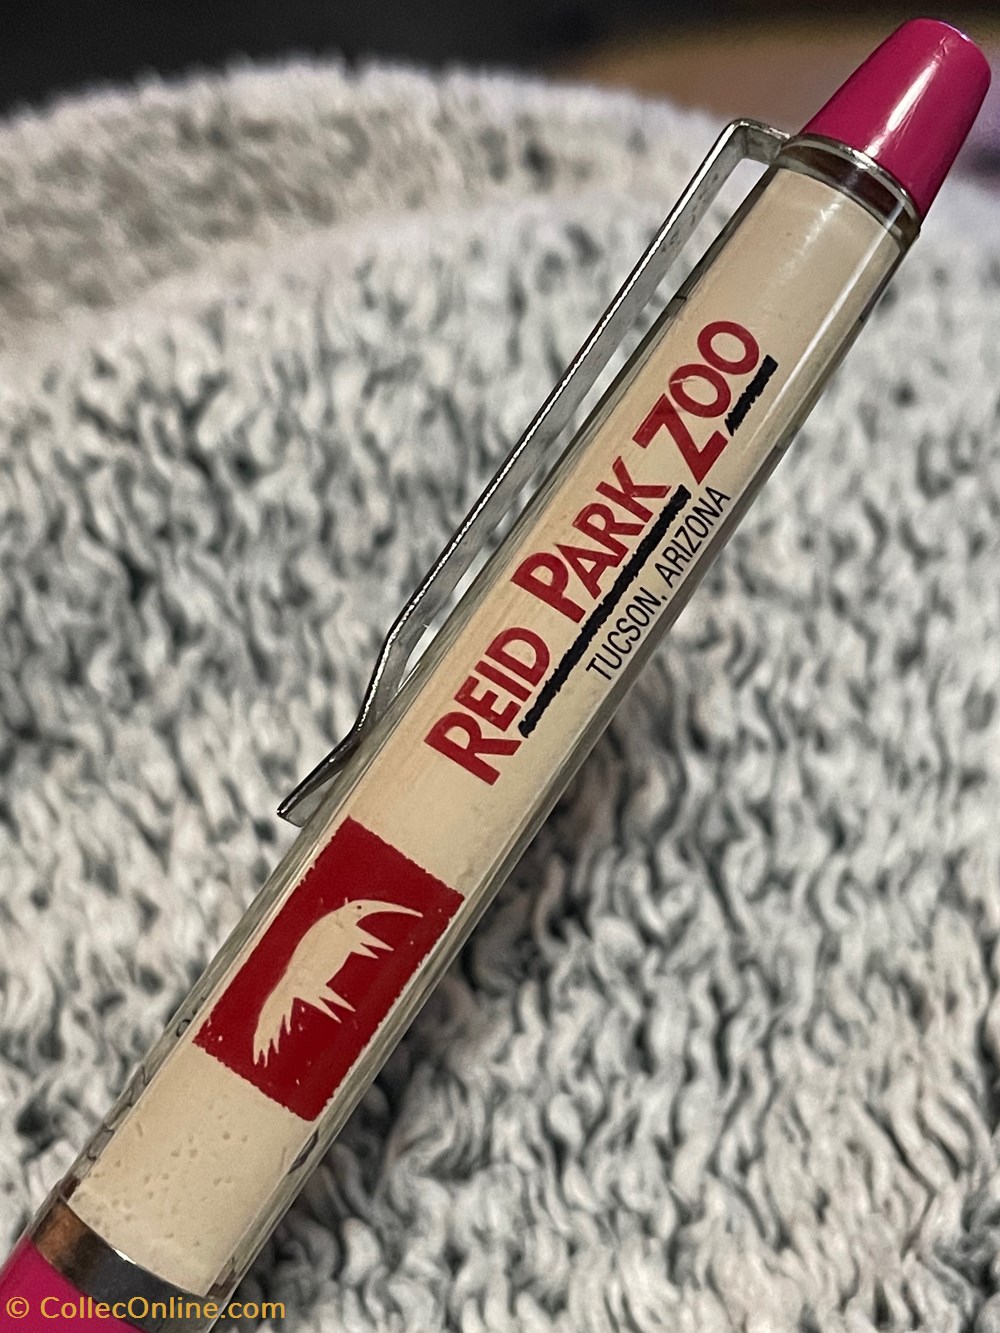 REID PARK ZOO
TUCSON, ARIZONA
© CollecOnline.com